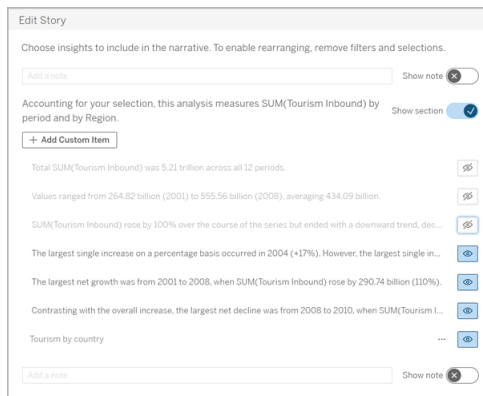 Edit Story
Choose insights to include in the narrative. To enable rearranging, remove filters and selections.
Add a note
Show note
Accounting for your selection, this analysis measures SUM(Tourism Inbound) by
period and by Region.
Show section
+ Add Custom Item
Total SUM(Tourism Inbound) was 5.21 trillion across all 12 periods.
Values ranged from 264.82 billion (2001) to 555.56 billion (2008), averaging 434.09 billion.
SUM(Tourism Inbound) rose by 100% over the course of the series but ended with a downward trend, dec...
The largest single increase on a percentage basis occurred in 2004 (+17%). However, the largest single in...
The largest net growth was from 2001 to 2008, when SUM(Tourism Inbound) rose by 290.74 billion (110%).
Contrasting with the overall increase, the largest net decline was from 2008 to 2010, when SUM(Tourism I...
Tourism by country ...
Add a note
Show note